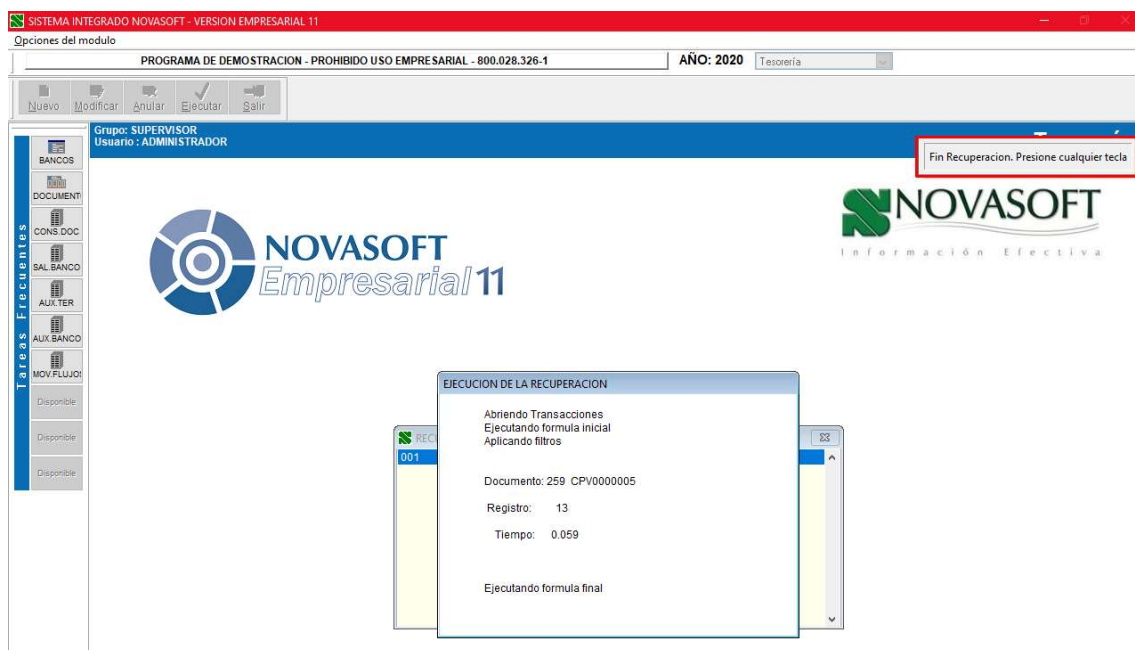 SISTEMA INTEGRADO NOVASOFT - VERSION EMPRESARIAL 11
Opciones del modulo
PROGRAMA DE DEMOSTRACION - PROHIBIDO USO EMPRESARIAL - 800.028.326-1
AÑO: 2020
Tesorería
Nuevo Modificar Anular Ejecutar Salir
Grupo: SUPERVISOR
Usuario : ADMINISTRADOR
Fin Recuperacion. Presione cualquier tecla
Tareas Frecuentes
BANCOS
DOCUMENT
CONS.DOC
SAL.BANCO
AUX.TER
AUX.BANCO
MOV.FLUJO
Disponible
Disponible
Disponible
NOVASOFT
Empresarial 11
NOVASOFT
Información Efectiva
EJECUCION DE LA RECUPERACION
Abriendo Transacciones
Ejecutando formula inicial
Aplicando filtros
Documento: 259 CPV0000005
Registro: 13
Tiempo: 0.059
Ejecutando formula final
REC
001